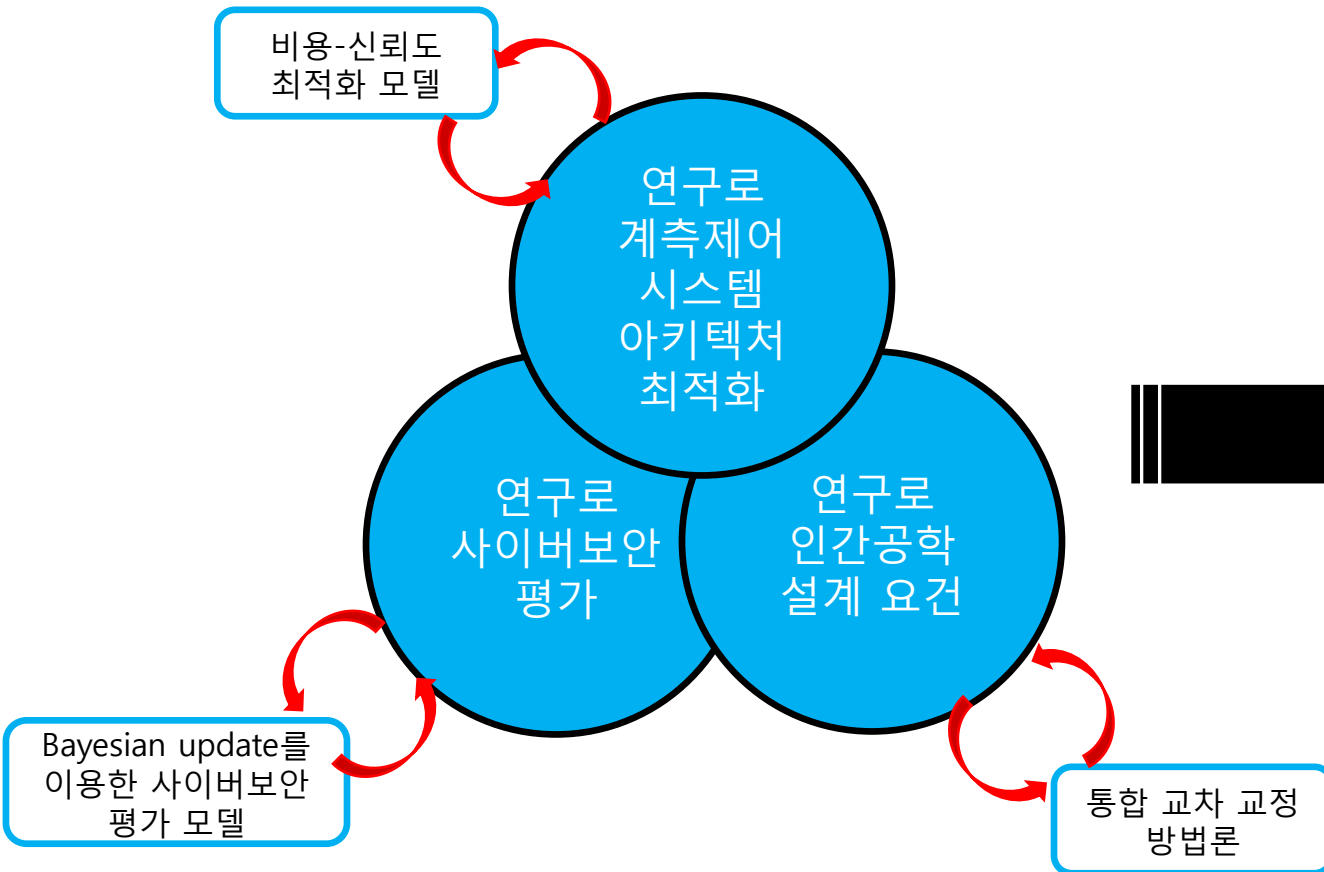 비용-신뢰도
최적화 모델
연구로
계측제어
시스템
아키텍처
최적화
연구로
사이버보안
평가
연구로
인간공학
설계 요건
Bayesian update를
이용한 사이버보안
평가 모델
통합 교차 교정
방법론